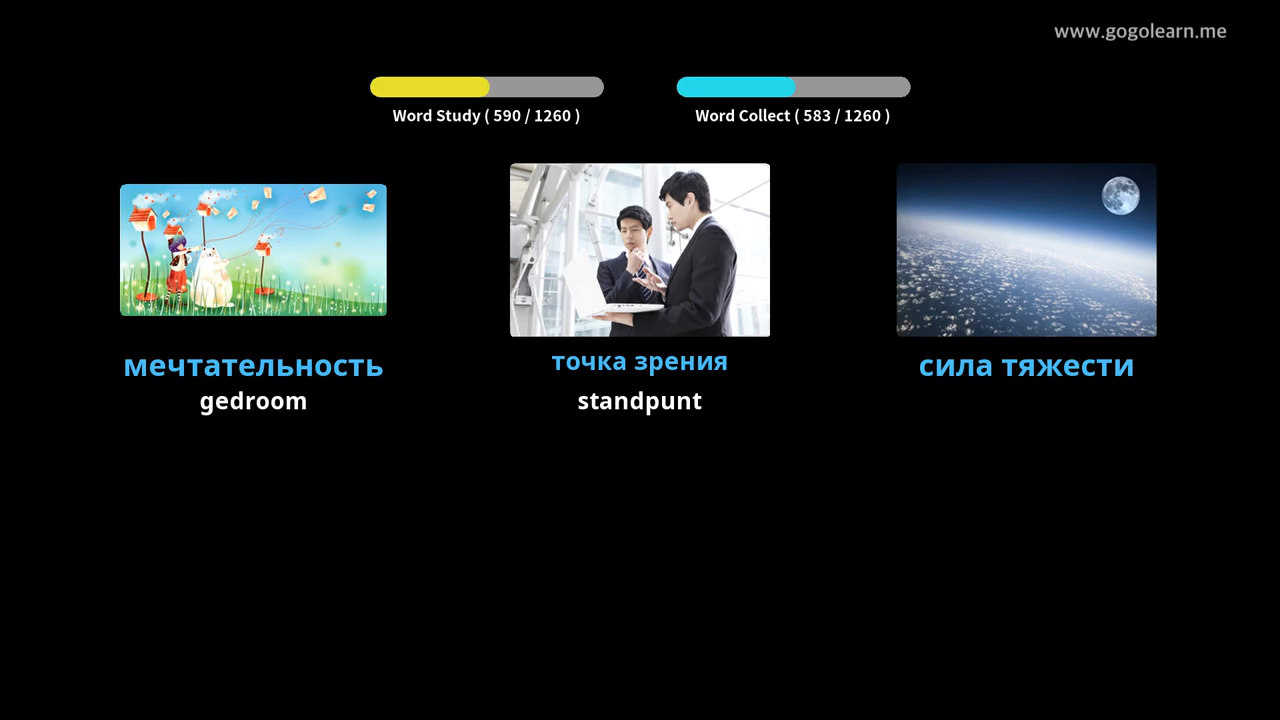 www.gogolearn.me
Word Study ( 590 / 1260 )
Word Collect ( 583 / 1260 )
мечтательность
gedroom
точка зрения
standpunt
сила тяжести